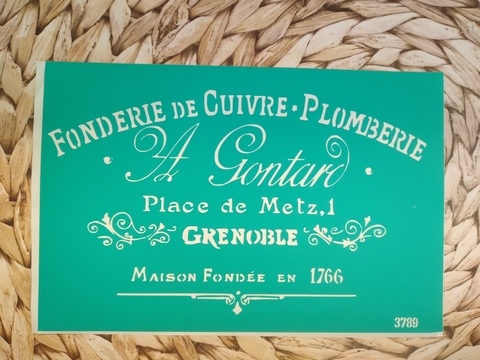 FONDERIE DE CUIVRE · PLOMBERIE
· A Gontard ·
Place de Metz,1
GRENOBLE
MAISON FONDÉE EN 1766
3789